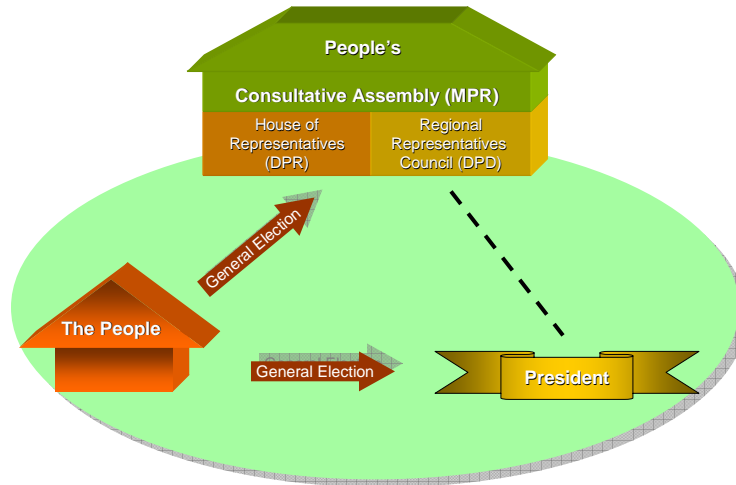 People's
Consultative Assembly (MPR)
House of
Representatives
(DPR)
Regional
Representatives
Council (DPD)
General Election
The People
General Election
President